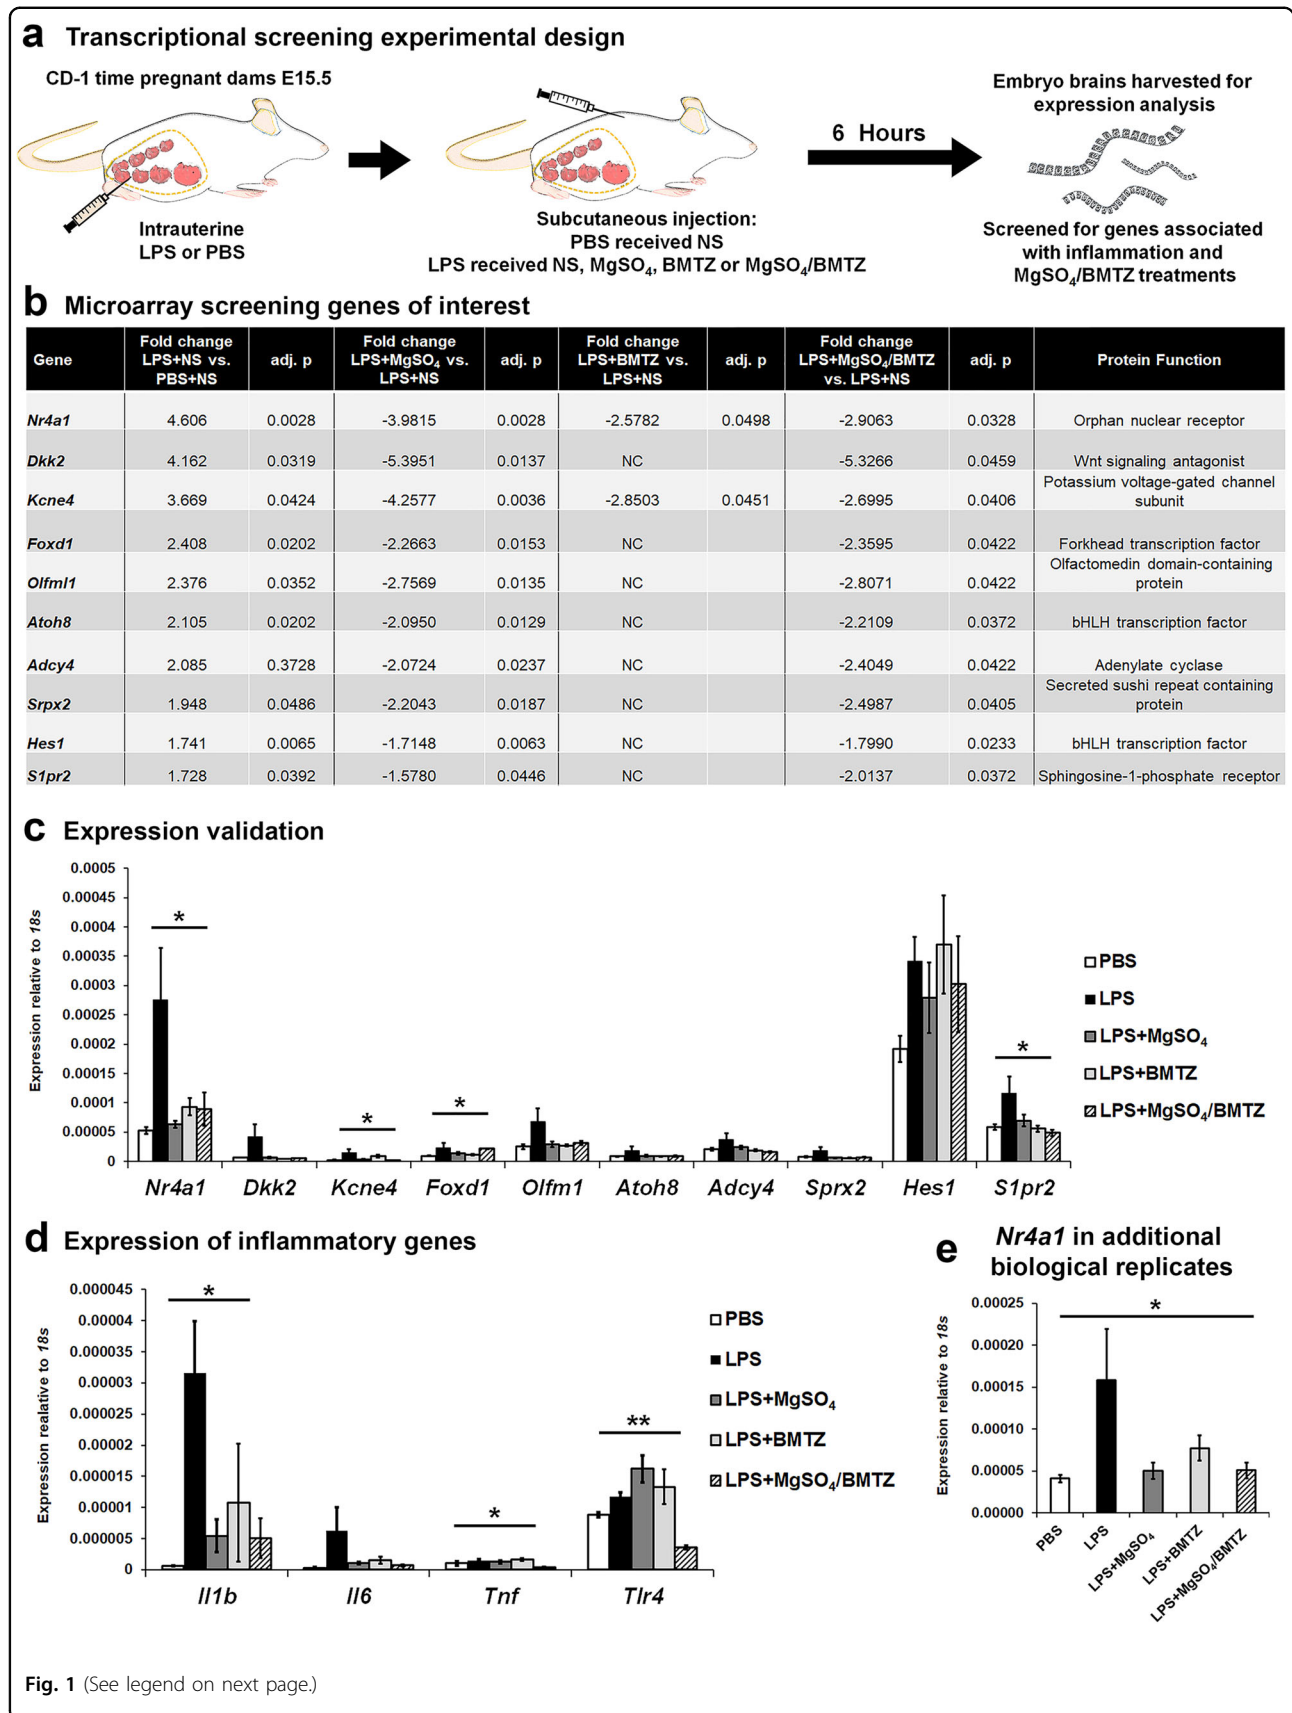 a Transcriptional screening experimental design
CD-1 time pregnant dams E15.5
Intrauterine
LPS or PBS
Subcutaneous injection:
PBS received NS
LPS received NS, MgSO₄, BMTZ or MgSO₄/BMTZ
6 Hours
Embryo brains harvested for
expression analysis
Screened for genes associated
with inflammation and
MgSO₄/BMTZ treatments
b Microarray screening genes of interest
Gene | Fold change LPS+NS vs. PBS+NS | adj. p | Fold change LPS+MgSO₄ vs. LPS+NS | adj. p | Fold change LPS+BMTZ vs. LPS+NS | adj. p | Fold change LPS+MgSO₄/BMTZ vs. LPS+NS | adj. p | Protein Function
Nr4a1 4.606 0.0028 -3.9815 0.0028 -2.5782 0.0498 -2.9063 0.0328 Orphan nuclear receptor
Dkk2 4.162 0.0319 -5.3951 0.0137 NC -5.3266 0.0459 Wnt signaling antagonist
Kcne4 3.669 0.0424 -4.2577 0.0036 -2.8503 0.0451 -2.6995 0.0406 Potassium voltage-gated channel subunit
Foxd1 2.408 0.0202 -2.2663 0.0153 NC -2.3595 0.0422 Forkhead transcription factor
Olfml1 2.376 0.0352 -2.7569 0.0135 NC -2.8071 0.0422 Olfactomedin domain-containing protein
Atoh8 2.105 0.0202 -2.0950 0.0129 NC -2.2109 0.0372 bHLH transcription factor
Adcy4 2.085 0.3728 -2.0724 0.0237 NC -2.4049 0.0422 Adenylate cyclase
Srpx2 1.948 0.0486 -2.2043 0.0187 NC -2.4987 0.0405 Secreted sushi repeat containing protein
Hes1 1.741 0.0065 -1.7148 0.0063 NC -1.7990 0.0233 bHLH transcription factor
S1pr2 1.728 0.0392 -1.5780 0.0446 NC -2.0137 0.0372 Sphingosine-1-phosphate receptor
c Expression validation
Expression relative to 18s
0.0005
0.00045
0.0004
0.00035
0.0003
0.00025
0.0002
0.00015
0.0001
0.00005
0
* * * *
Nr4a1 Dkk2 Kcne4 Foxd1 Olfm1 Atoh8 Adcy4 Sprx2 Hes1 S1pr2
PBS
LPS
LPS+MgSO₄
LPS+BMTZ
LPS+MgSO₄/BMTZ
d Expression of inflammatory genes
Expression realative to 18s
0.000045
0.00004
0.000035
0.00003
0.000025
0.00002
0.000015
0.00001
0.000005
0
* * **
Il1b Il6 Tnf Tlr4
PBS
LPS
LPS+MgSO₄
LPS+BMTZ
LPS+MgSO₄/BMTZ
e Nr4a1 in additional
biological replicates
Expression relative to 18s
0.00025
0.00020
0.00015
0.00010
0.00005
0.00000
*
PBS
LPS
LPS+MgSO₄
LPS+BMTZ
LPS+MgSO₄/BMTZ
Fig. 1 (See legend on next page.)